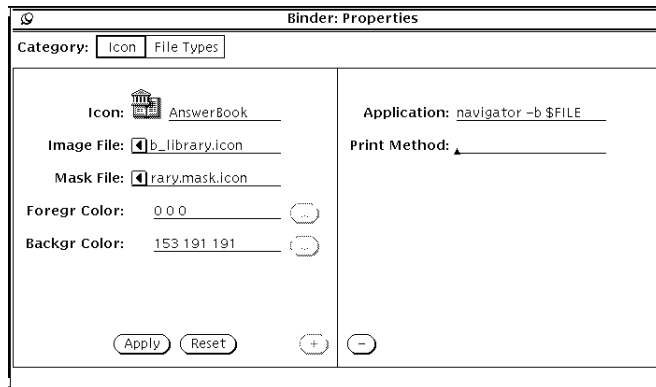 Binder: Properties
Category: Icon File Types
Icon: AnswerBook
Image File: b_library.icon
Mask File: rary.mask.icon
Foregr Color: 0 0 0 ...
Backgr Color: 153 191 191 ...
Apply Reset + −
Application: navigator −b $FILE
Print Method: